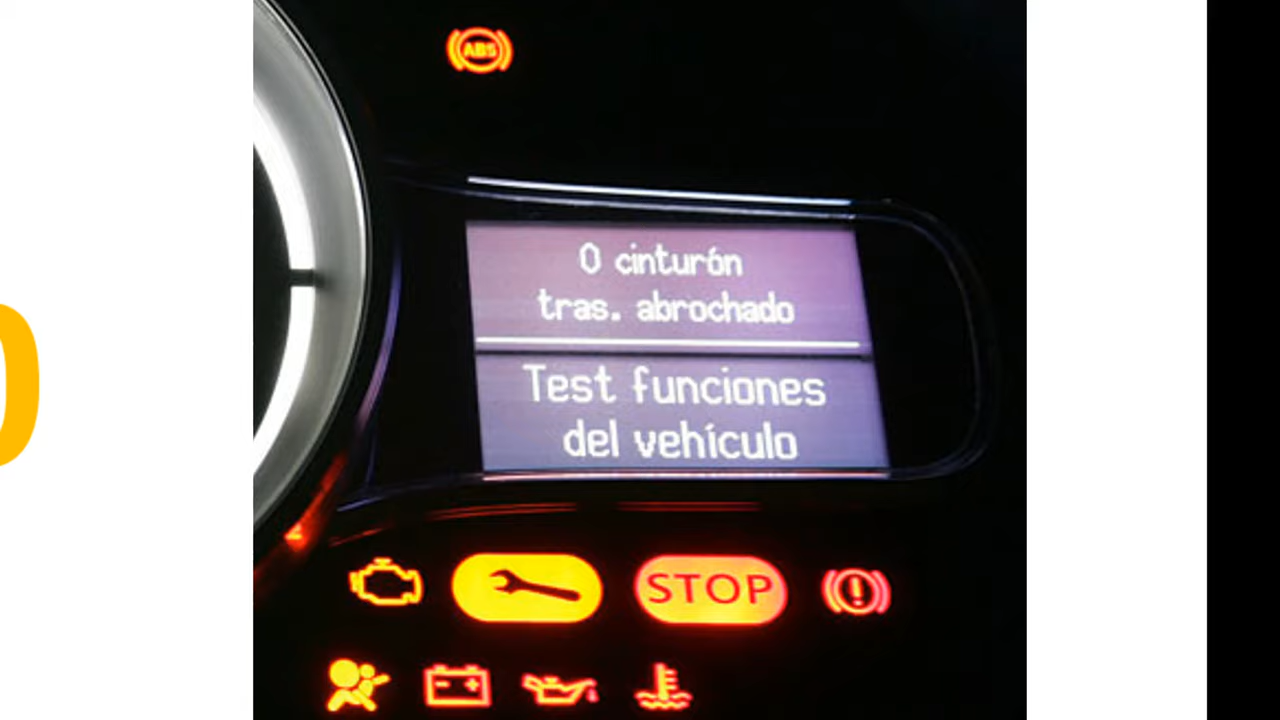 ABS
0 cinturón
tras. abrochado
Test funciones
del vehículo
STOP